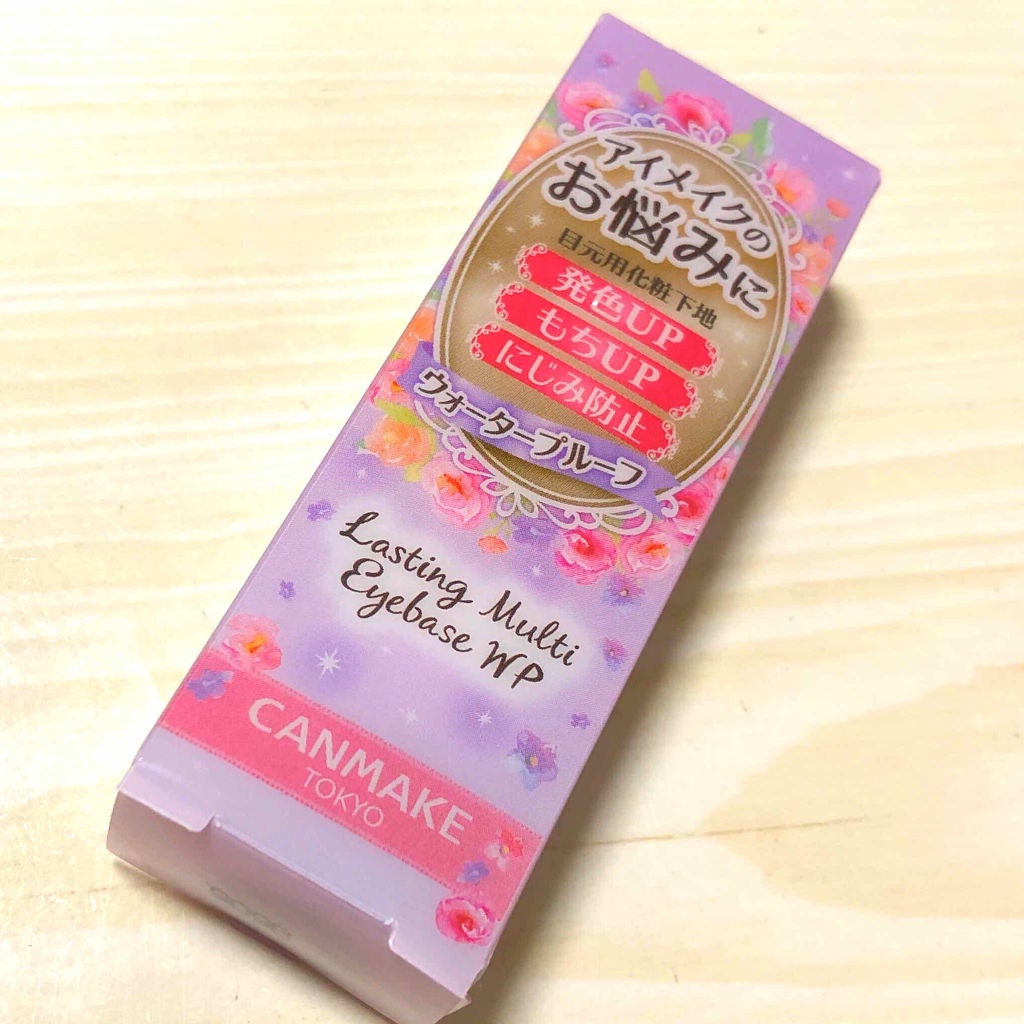 アイメイクの
お悩みに
目元用化粧下地
発色UP
もちUP
にじみ防止
ウォータープルーフ
Lasting Multi
Eyebase WP
CANMAKE
TOKYO